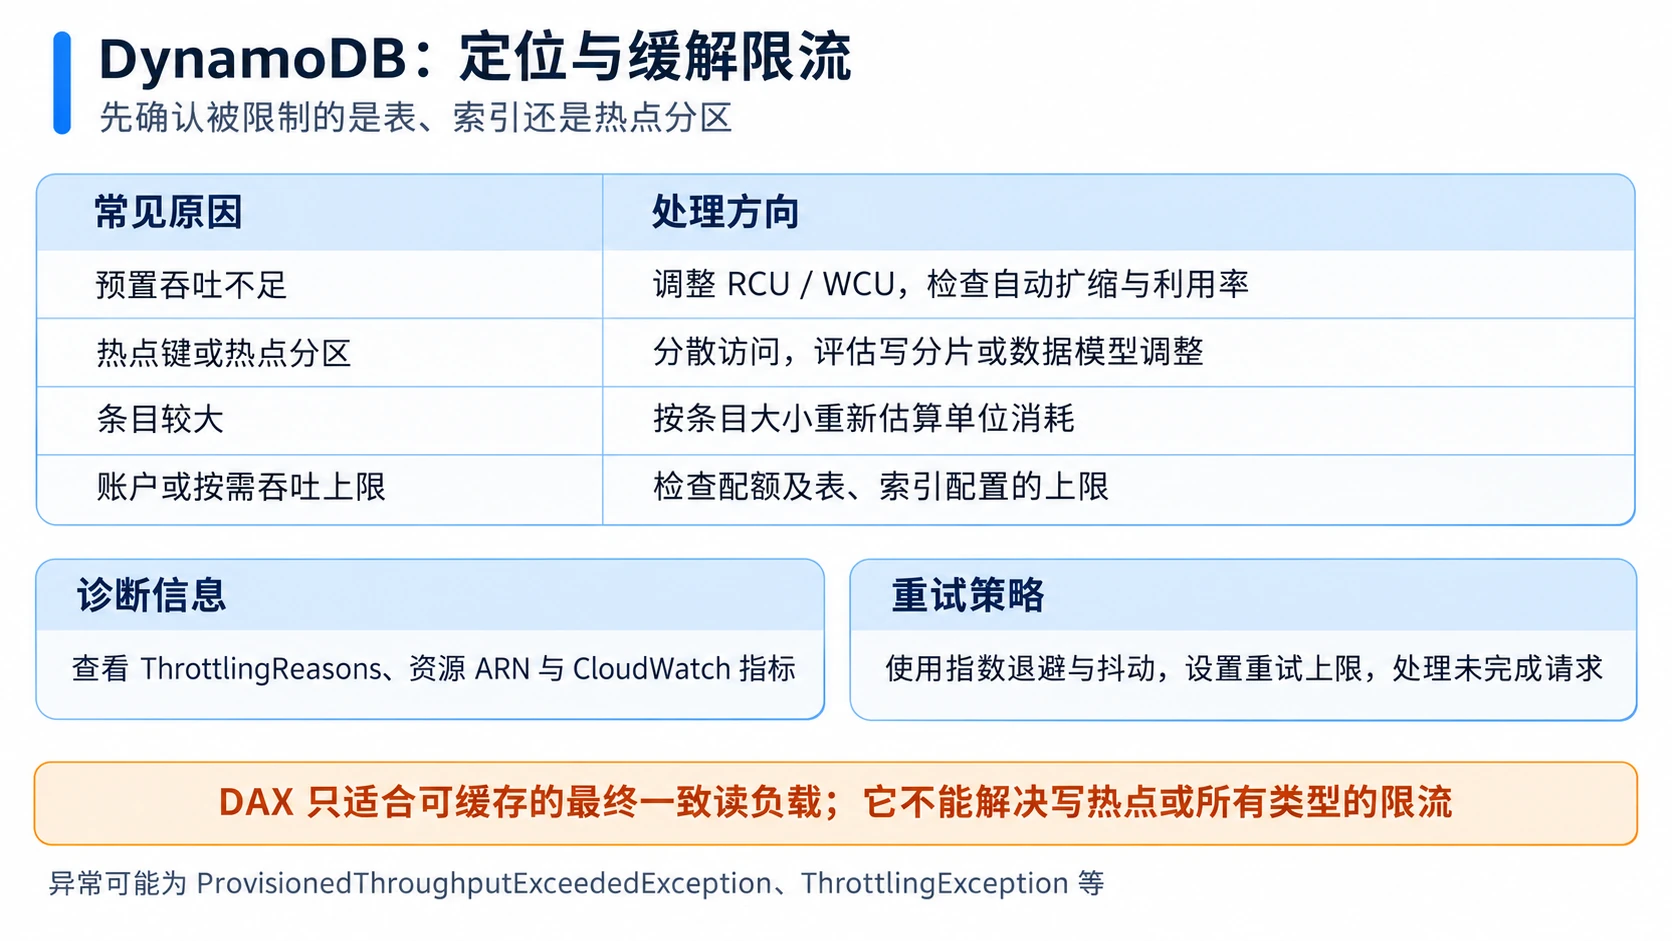 DynamoDB：定位与缓解限流
先确认被限制的是表、索引还是热点分区
常见原因
处理方向
预置吞吐不足
调整 RCU / WCU，检查自动扩缩与利用率
热点键或热点分区
分散访问，评估写分片或数据模型调整
条目较大
按条目大小重新估算单位消耗
账户或按需吞吐上限
检查配额及表、索引配置的上限
诊断信息
查看 ThrottlingReasons、资源 ARN 与 CloudWatch 指标
重试策略
使用指数退避与抖动，设置重试上限，处理未完成请求
DAX 只适合可缓存的最终一致读负载；它不能解决写热点或所有类型的限流
异常可能为 ProvisionedThroughputExceededException、ThrottlingException 等